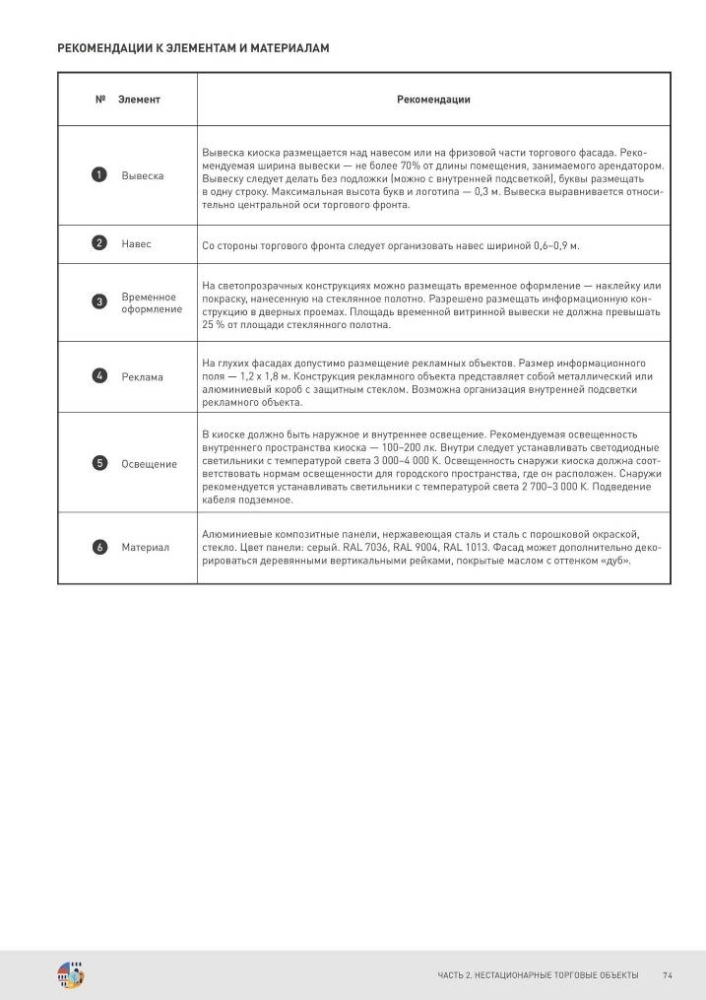 РЕКОМЕНДАЦИИ К ЭЛЕМЕНТАМ И МАТЕРИАЛАМ
№ Элемент
Рекомендации
1 Вывеска
Вывеска киоска размещается над навесом или на фризовой части торгового фасада. Реко-
мендуемая ширина вывески — не более 70% от длины помещения, занимаемого арендатором.
Вывеску следует делать без подложки (можно с внутренней подсветкой), буквы размещать
в одну строку. Максимальная высота букв и логотипа — 0,3 м. Вывеска выравнивается относи-
тельно центральной оси торгового фронта.
2 Навес
Со стороны торгового фронта следует организовать навес шириной 0,6–0,9 м.
3 Временное
оформление
На светопрозрачных конструкциях можно размещать временное оформление — наклейку или
покраску, нанесенную на стеклянное полотно. Разрешено размещать информационную кон-
струкцию в дверных проемах. Площадь временной витринной вывески не должна превышать
25 % от площади стеклянного полотна.
4 Реклама
На глухих фасадах допустимо размещение рекламных объектов. Размер информационного
поля — 1,2 х 1,8 м. Конструкция рекламного объекта представляет собой металлический или
алюминиевый короб с защитным стеклом. Возможна организация внутренней подсветки
рекламного объекта.
5 Освещение
В киоске должно быть наружное и внутреннее освещение. Рекомендуемая освещенность
внутреннего пространства киоска — 100–200 лк. Внутри следует устанавливать светодиодные
светильники с температурой света 3 000–4 000 К. Освещенность снаружи киоска должна соот-
ветствовать нормам освещенности для городского пространства, где он расположен. Снаружи
рекомендуется устанавливать светильники с температурой света 2 700–3 000 К. Подведение
кабеля подземное.
6 Материал
Алюминиевые композитные панели, нержавеющая сталь и сталь с порошковой окраской,
стекло. Цвет панели: серый. RAL 7036, RAL 9004, RAL 1013. Фасад может дополнительно деко-
рироваться деревянными вертикальными рейками, покрытые маслом с оттенком «дуб».
ЧАСТЬ 2. НЕСТАЦИОНАРНЫЕ ТОРГОВЫЕ ОБЪЕКТЫ 74